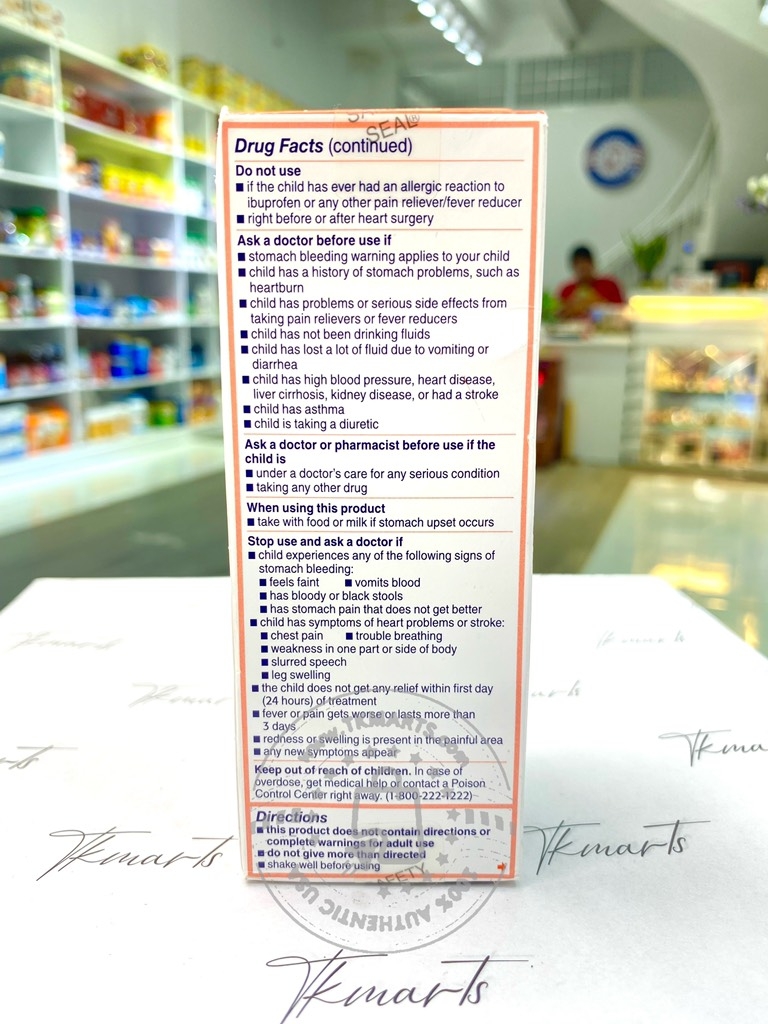 SEAL®
Drug Facts (continued)
Do not use
■ if the child has ever had an allergic reaction to
ibuprofen or any other pain reliever/fever reducer
■ right before or after heart surgery
Ask a doctor before use if
■ stomach bleeding warning applies to your child
■ child has a history of stomach problems, such as
heartburn
■ child has problems or serious side effects from
taking pain relievers or fever reducers
■ child has not been drinking fluids
■ child has lost a lot of fluid due to vomiting or
diarrhea
■ child has high blood pressure, heart disease,
liver cirrhosis, kidney disease, or had a stroke
■ child has asthma
■ child is taking a diuretic
Ask a doctor or pharmacist before use if the
child is
■ under a doctor's care for any serious condition
■ taking any other drug
When using this product
■ take with food or milk if stomach upset occurs
Stop use and ask a doctor if
■ child experiences any of the following signs of
stomach bleeding:
■ feels faint ■ vomits blood
■ has bloody or black stools
■ has stomach pain that does not get better
■ child has symptoms of heart problems or stroke:
■ chest pain ■ trouble breathing
■ weakness in one part or side of body
■ slurred speech
■ leg swelling
■ the child does not get any relief within first day
(24 hours) of treatment
■ fever or pain gets worse or lasts more than
3 days
■ redness or swelling is present in the painful area
■ any new symptoms appear
Keep out of reach of children. In case of
overdose, get medical help or contact a Poison
Control Center right away. (1-800-222-1222)
Directions
■ this product does not contain directions or
complete warnings for adult use
■ do not give more than directed
■ shake well before using
www.TKMARTS.com
100% AUTHENTIC USA
Tkmarts
Tkmarts
Tkmarts